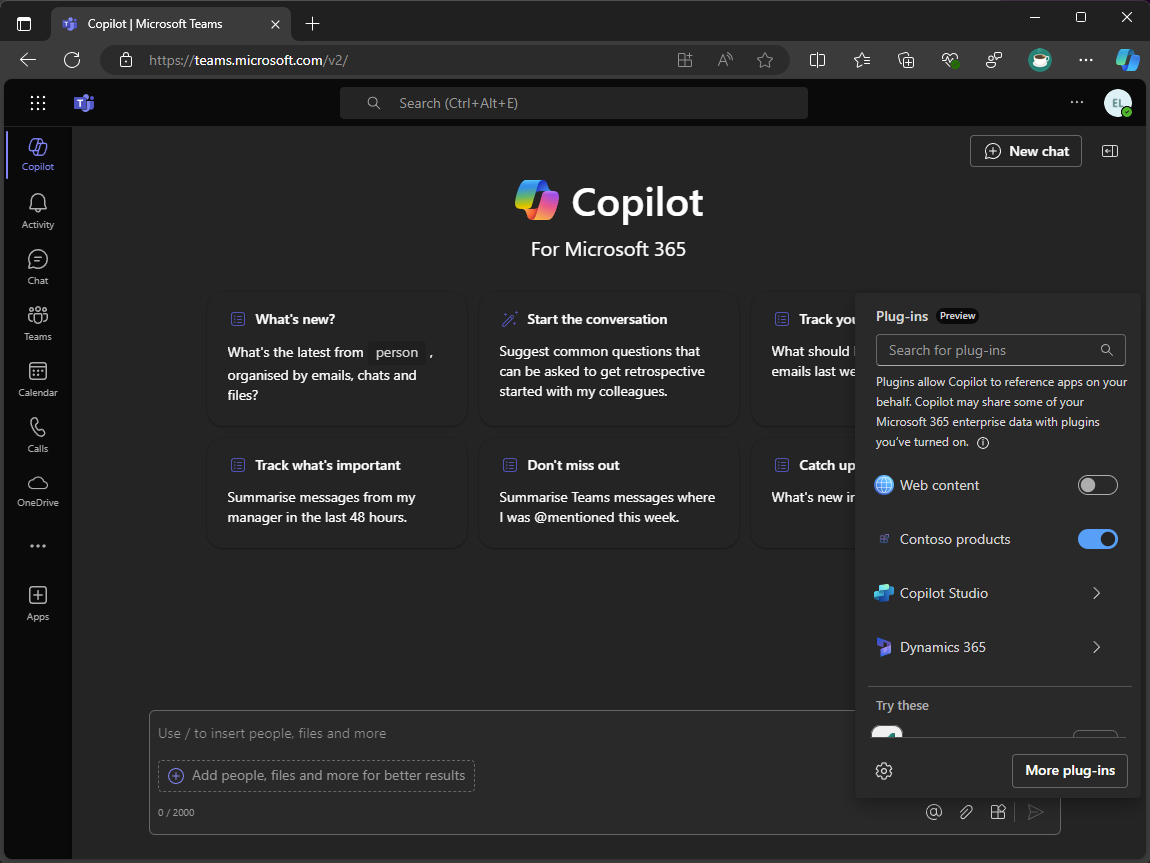 Copilot | Microsoft Teams
https://teams.microsoft.com/v2/
Search (Ctrl+Alt+E)
EL
Copilot
Activity
Chat
Teams
Calendar
Calls
OneDrive
Apps
New chat
Copilot
For Microsoft 365
What's new?
What's the latest from person ,
organised by emails, chats and
files?
Start the conversation
Suggest common questions that
can be asked to get retrospective
started with my colleagues.
Track you
What should
emails last we
Track what's important
Summarise messages from my
manager in the last 48 hours.
Don't miss out
Summarise Teams messages where
I was @mentioned this week.
Catch up
What's new in
Plug-ins Preview
Search for plug-ins
Plugins allow Copilot to reference apps on your
behalf. Copilot may share some of your
Microsoft 365 enterprise data with plugins
you've turned on.
Web content
Contoso products
Copilot Studio
Dynamics 365
Try these
More plug-ins
Use / to insert people, files and more
Add people, files and more for better results
0 / 2000